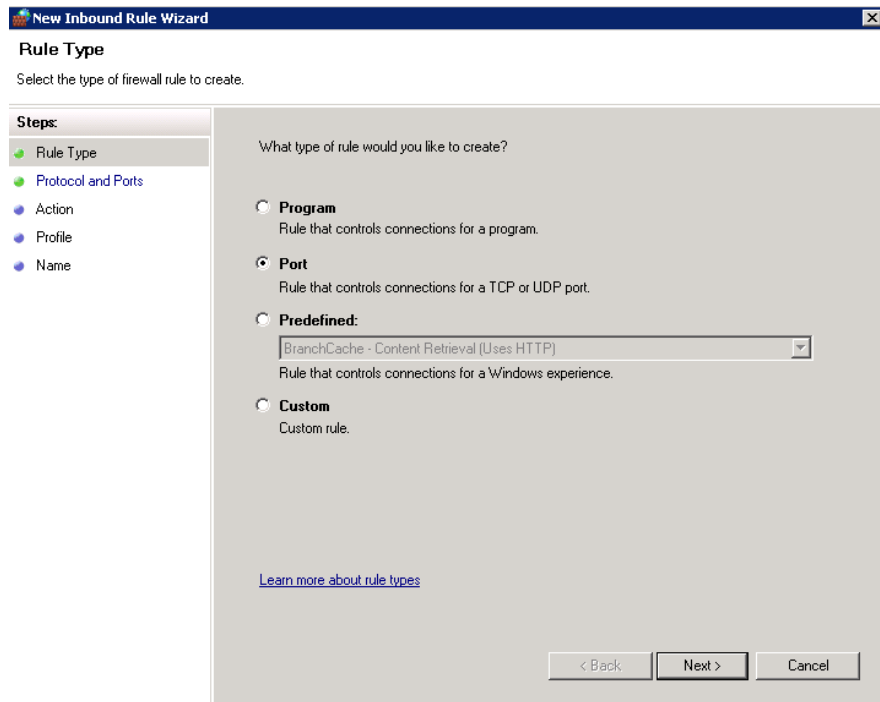 New Inbound Rule Wizard
Rule Type
Select the type of firewall rule to create.
Steps:
Rule Type
Protocol and Ports
Action
Profile
Name
What type of rule would you like to create?
Program
Rule that controls connections for a program.
Port
Rule that controls connections for a TCP or UDP port.
Predefined:
BranchCache - Content Retrieval (Uses HTTP)
Rule that controls connections for a Windows experience.
Custom
Custom rule.
Learn more about rule types
< Back Next > Cancel